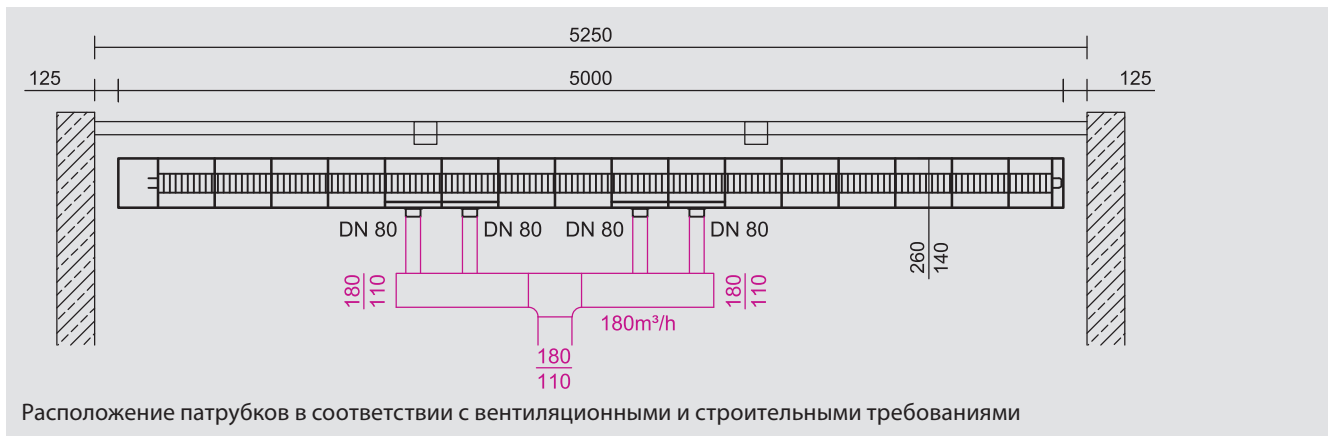 5250
125 5000 125
DN 80 DN 80 DN 80 DN 80
260
140
180
110
180
110
180m³/h
180
110
Расположение патрубков в соответствии с вентиляционными и строительными требованиями